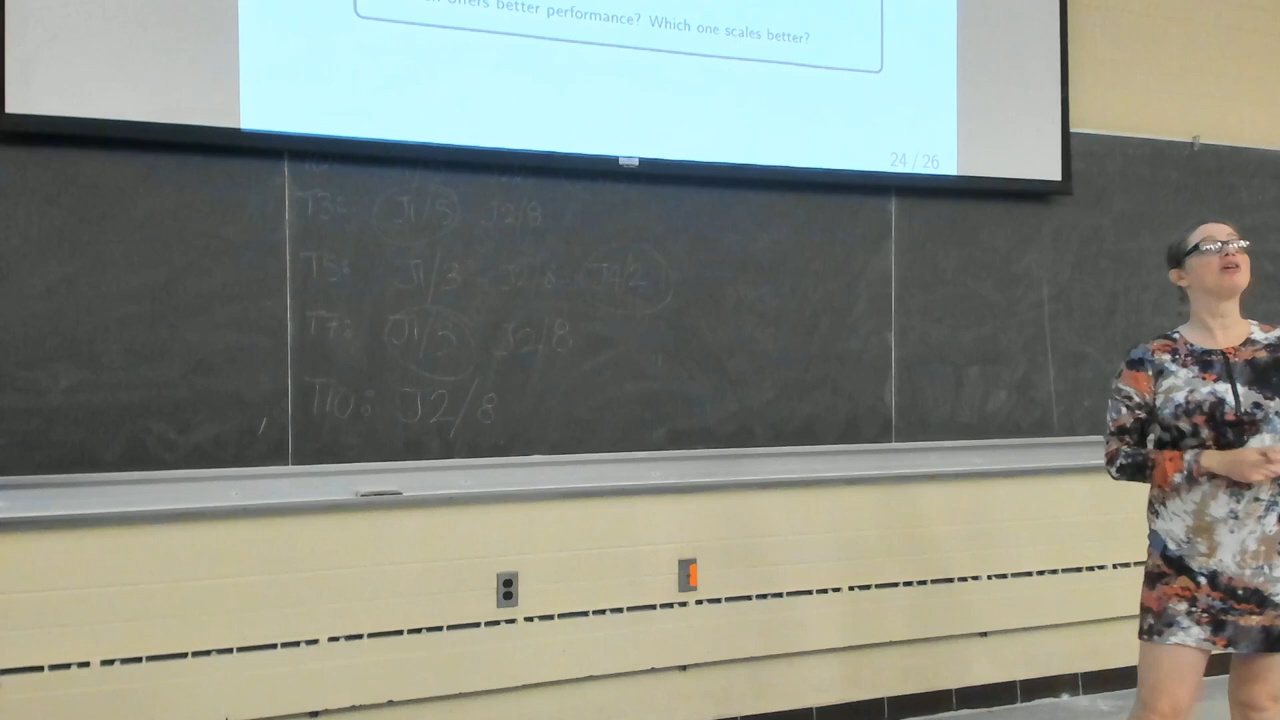 offers better performance? Which one scales better?
24 / 26
T3: J1/5 J2/8
T5: J1/3 J2/8 J4/2
T7: J1/3 J2/8
T10: J2/8